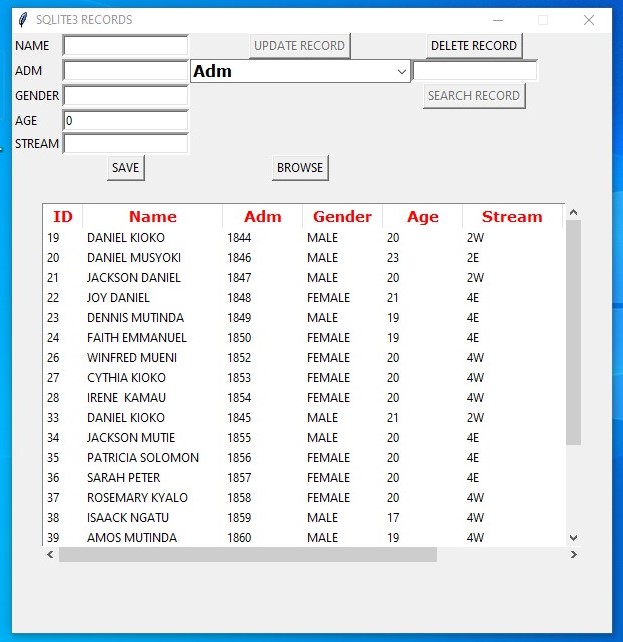 SQLITE3 RECORDS
NAME UPDATE RECORD DELETE RECORD
ADM Adm
GENDER SEARCH RECORD
AGE 0
STREAM
SAVE BROWSE
ID Name Adm Gender Age Stream
19 DANIEL KIOKO 1844 MALE 20 2W
20 DANIEL MUSYOKI 1846 MALE 23 2E
21 JACKSON DANIEL 1847 MALE 20 2W
22 JOY DANIEL 1848 FEMALE 21 4E
23 DENNIS MUTINDA 1849 MALE 19 4E
24 FAITH EMMANUEL 1850 FEMALE 19 4E
26 WINFRED MUENI 1852 FEMALE 20 4W
27 CYTHIA KIOKO 1853 FEMALE 20 4W
28 IRENE  KAMAU 1854 FEMALE 20 4W
33 DANIEL KIOKO 1845 MALE 21 2W
34 JACKSON MUTIE 1855 MALE 20 4E
35 PATRICIA SOLOMON 1856 FEMALE 20 4E
36 SARAH PETER 1857 FEMALE 20 4E
37 ROSEMARY KYALO 1858 FEMALE 20 4W
38 ISAACK NGATU 1859 MALE 17 4W
39 AMOS MUTINDA 1860 MALE 19 4W